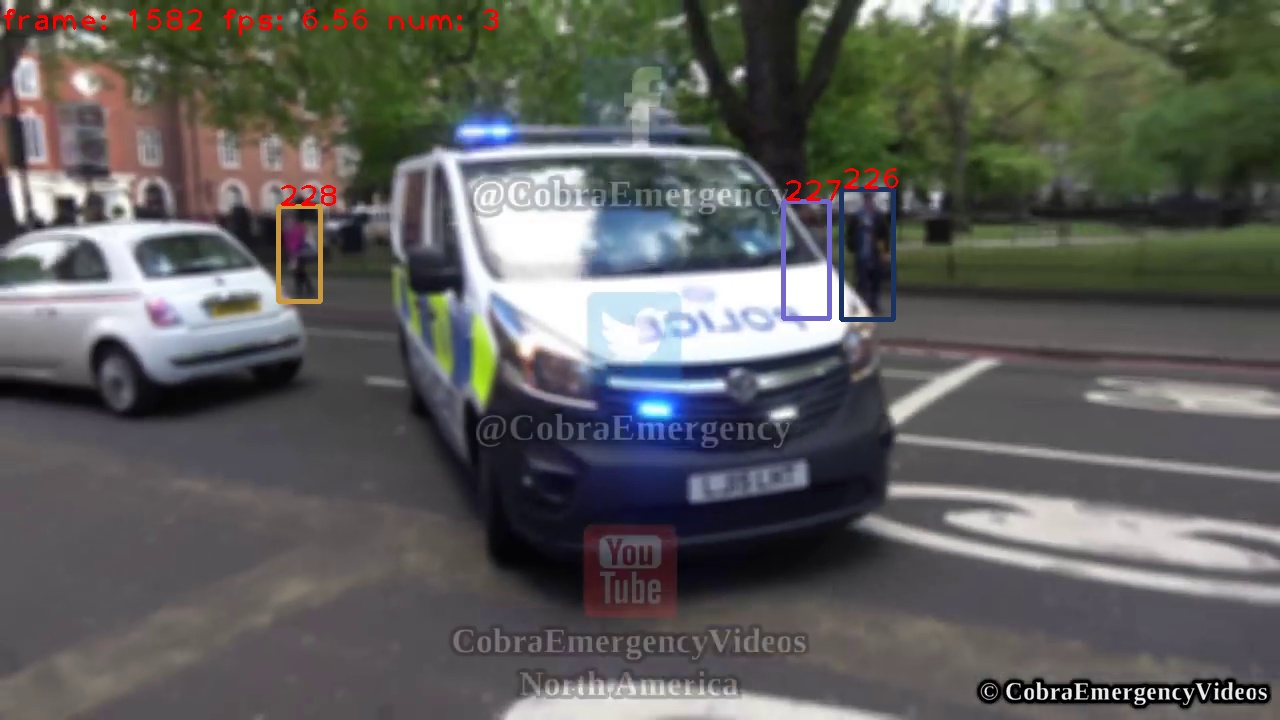 frame: 1582 fps: 6.56 num: 3
f
@CobraEmergency
228
227
226
POLICE
@CobraEmergency
You
Tube
CobraEmergencyVideos
North America
© CobraEmergencyVideos